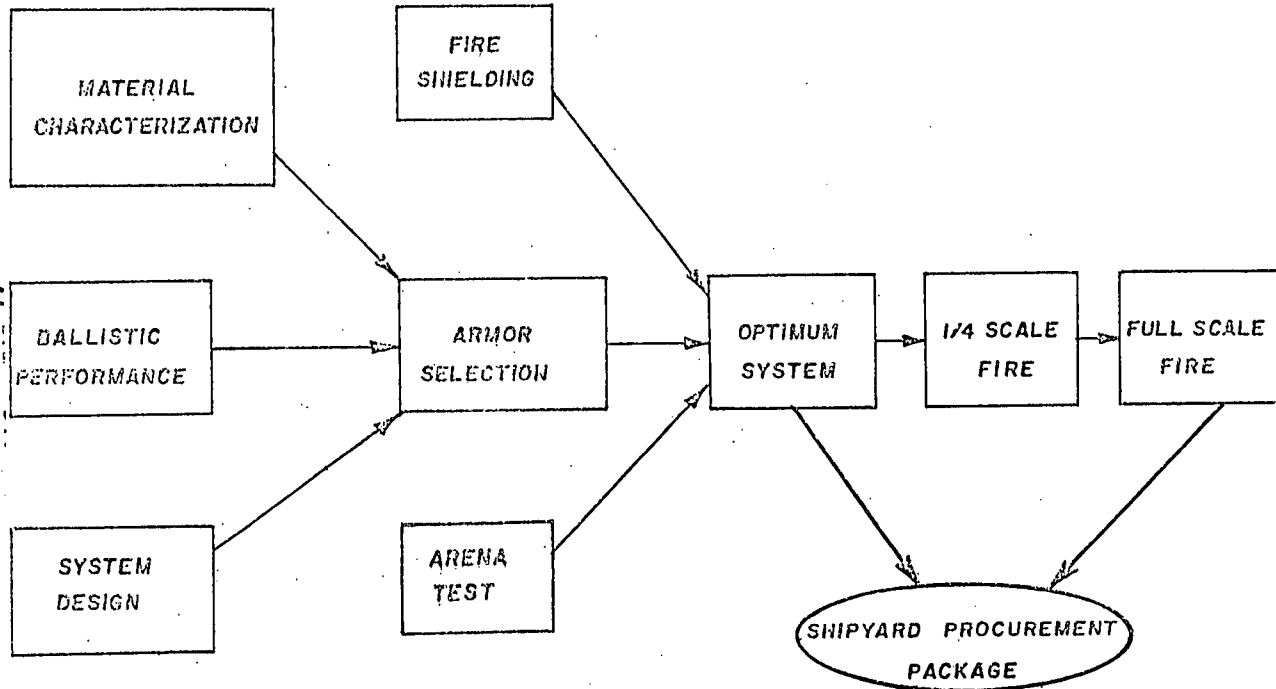 MATERIAL
CHARACTERIZATION
FIRE
SHIELDING
BALLISTIC
PERFORMANCE
ARMOR
SELECTION
OPTIMUM
SYSTEM
1/4 SCALE
FIRE
FULL SCALE
FIRE
SYSTEM
DESIGN
ARENA
TEST
SHIPYARD PROCUREMENT
PACKAGE